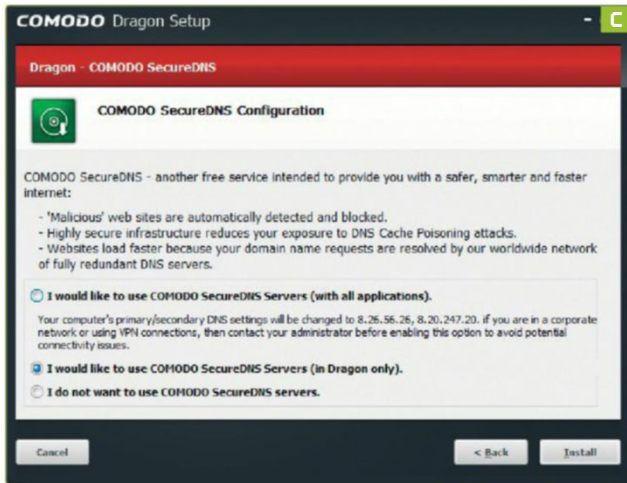 COMODO Dragon Setup
C
Dragon - COMODO SecureDNS
COMODO SecureDNS Configuration
COMODO SecureDNS - another free service intended to provide you with a safer, smarter and faster
internet:
- 'Malicious' web sites are automatically detected and blocked.
- Highly secure infrastructure reduces your exposure to DNS Cache Poisoning attacks.
- Websites load faster because your domain name requests are resolved by our worldwide network
of fully redundant DNS servers.
I would like to use COMODO SecureDNS Servers (with all applications).
Your computer's primary/secondary DNS settings will be changed to 8.26.56.26, 8.20.247.20. if you are in a corporate
network or using VPN connections, then contact your administrator before enabling this option to avoid potential
connectivity issues.
I would like to use COMODO SecureDNS Servers (in Dragon only).
I do not want to use COMODO SecureDNS servers.
Cancel
< Back
Install